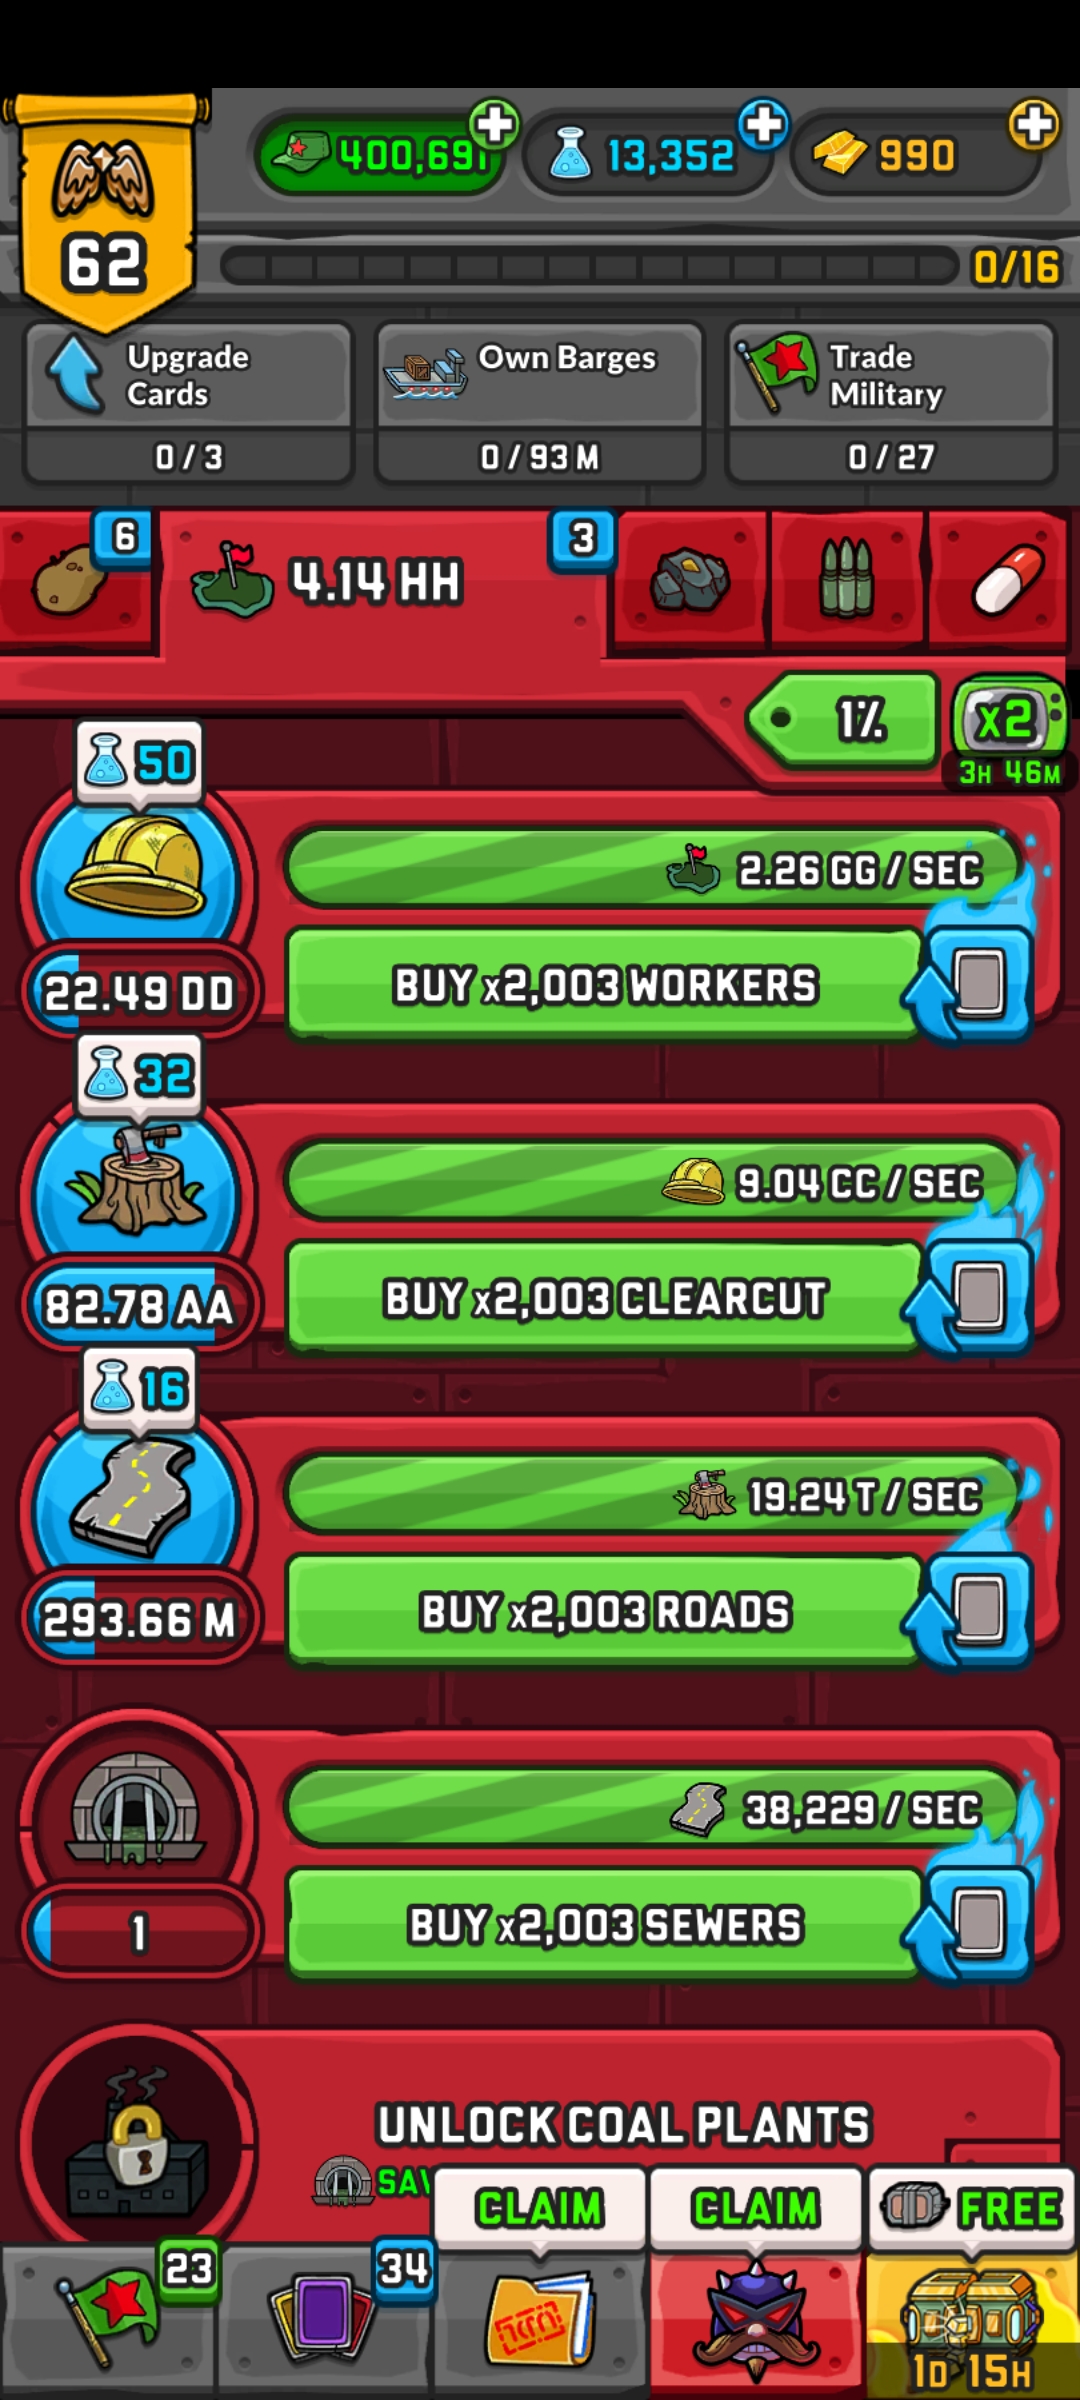 400,691
13,352
990
62
0/16
Upgrade
Cards
0 / 3
Own Barges
0 / 93 M
Trade
Military
0 / 27
6
4.14 HH
3
1%
x2
3H 46M
50
2.26 GG / SEC
22.49 DD
BUY x2,003 WORKERS
32
9.04 CC / SEC
82.78 AA
BUY x2,003 CLEARCUT
16
19.24 T / SEC
293.66 M
BUY x2,003 ROADS
38,229 / SEC
1
BUY x2,003 SEWERS
UNLOCK COAL PLANTS
CLAIM
CLAIM
FREE
23
34
1D 15H